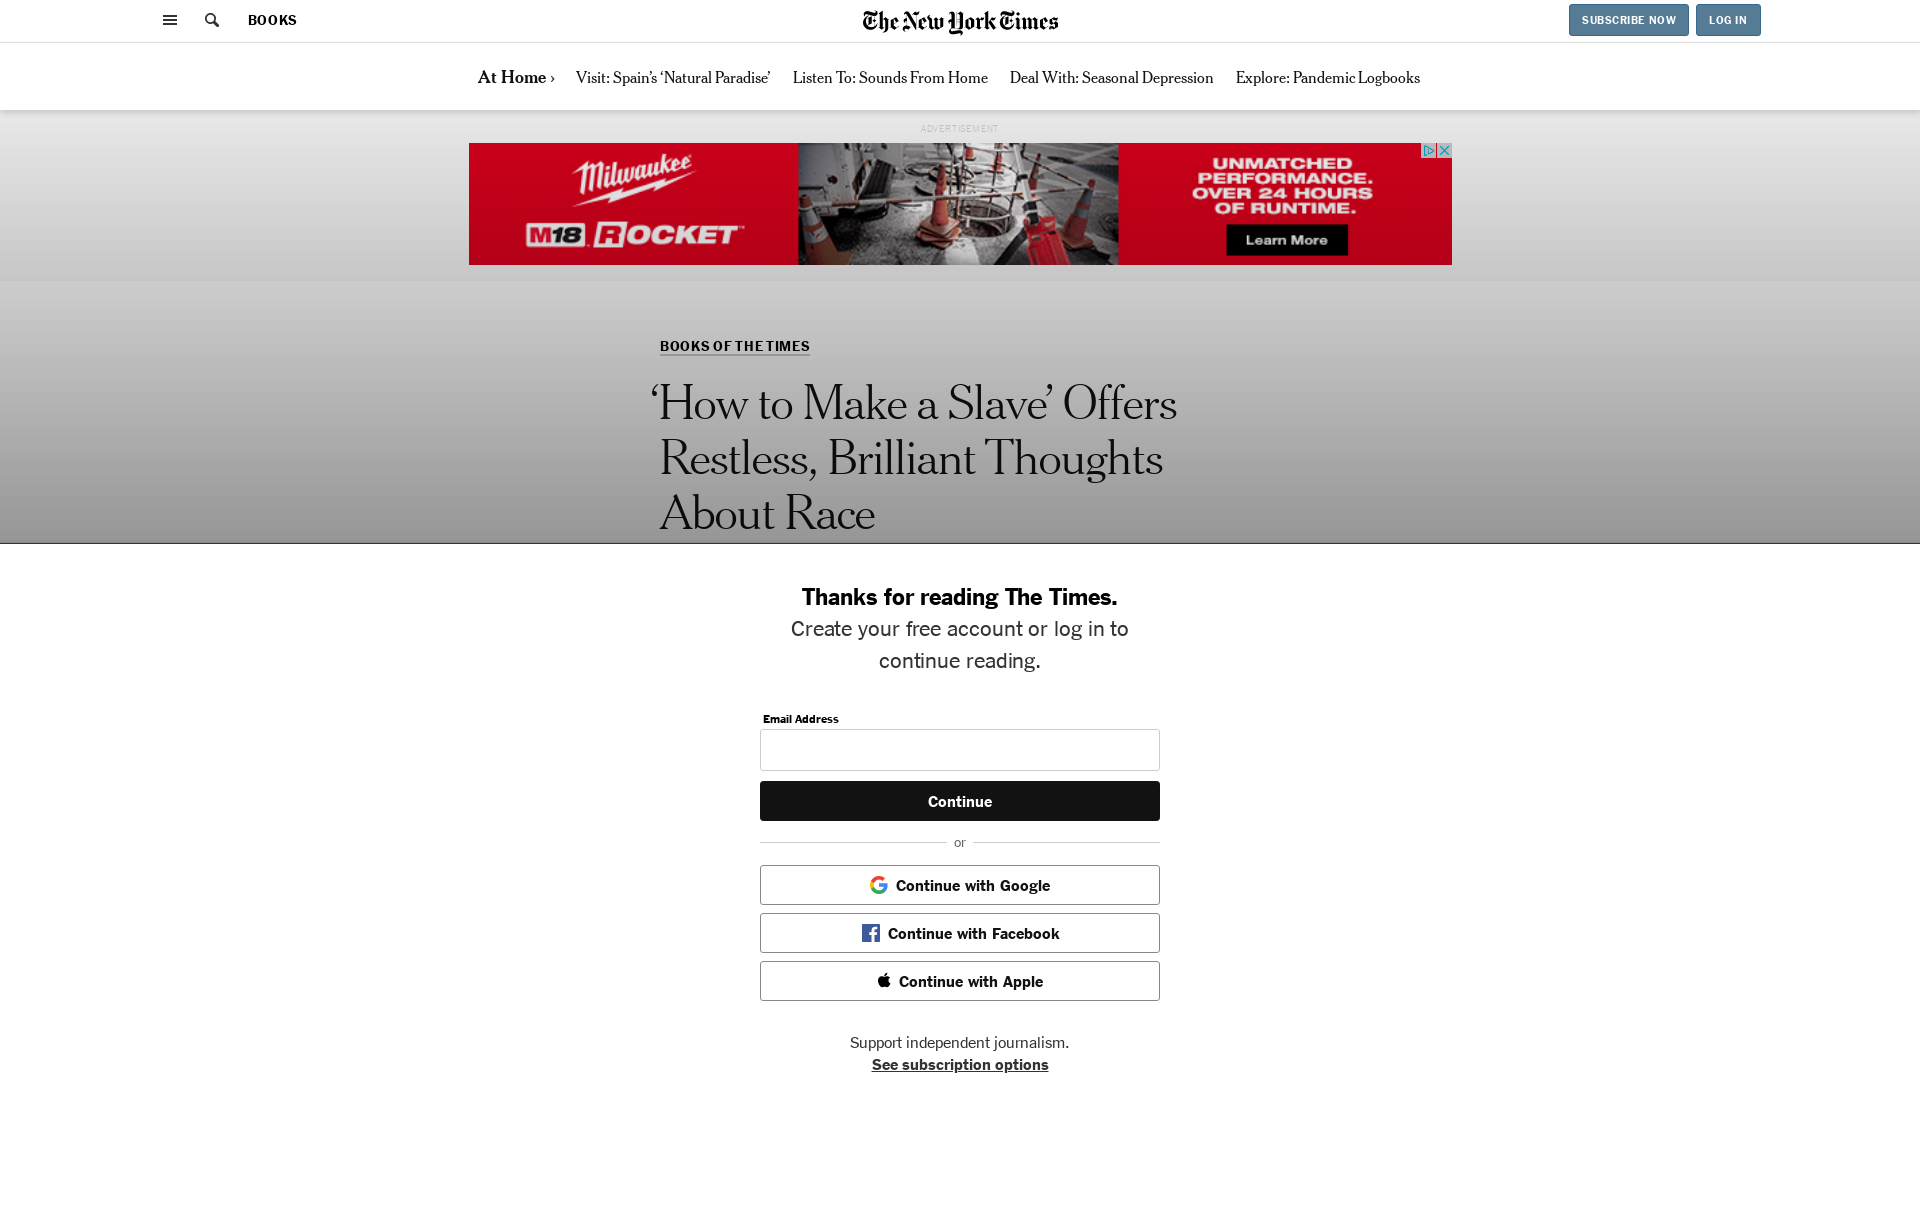 BOOKS
The New York Times
SUBSCRIBE NOW
LOG IN
At Home ›
Visit: Spain’s ‘Natural Paradise’
Listen To: Sounds From Home
Deal With: Seasonal Depression
Explore: Pandemic Logbooks
ADVERTISEMENT
Milwaukee
M18 ROCKET™
UNMATCHED
PERFORMANCE.
OVER 24 HOURS
OF RUNTIME.
Learn More
BOOKS OF THE TIMES
‘How to Make a Slave’ Offers
Restless, Brilliant Thoughts
About Race
Thanks for reading The Times.
Create your free account or log in to
continue reading.
Email Address
Continue
or
Continue with Google
Continue with Facebook
Continue with Apple
Support independent journalism.
See subscription options